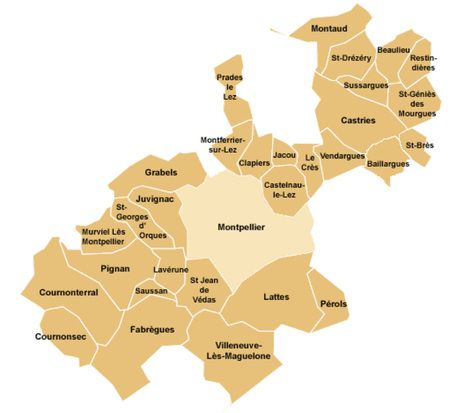 Montaud
Beaulieu
Restin-
dières
St-Drézéry
Sussargues
St-Géniès
des
Mourgues
Prades
le
Lez
Castries
Montferrier-
sur-Lez
Clapiers
Jacou
Le
Crès
Vendargues
Baillargues
St-Brès
Grabels
Castelnau-
le-Lez
Juvignac
St-
Georges
d'
Orques
Murviel Lès
Montpellier
Montpellier
Pignan
Lavérune
Saussan
St Jean
de
Védas
Cournonterral
Lattes
Pérols
Cournonsec
Fabrègues
Villeneuve-
Lès-Maguelone